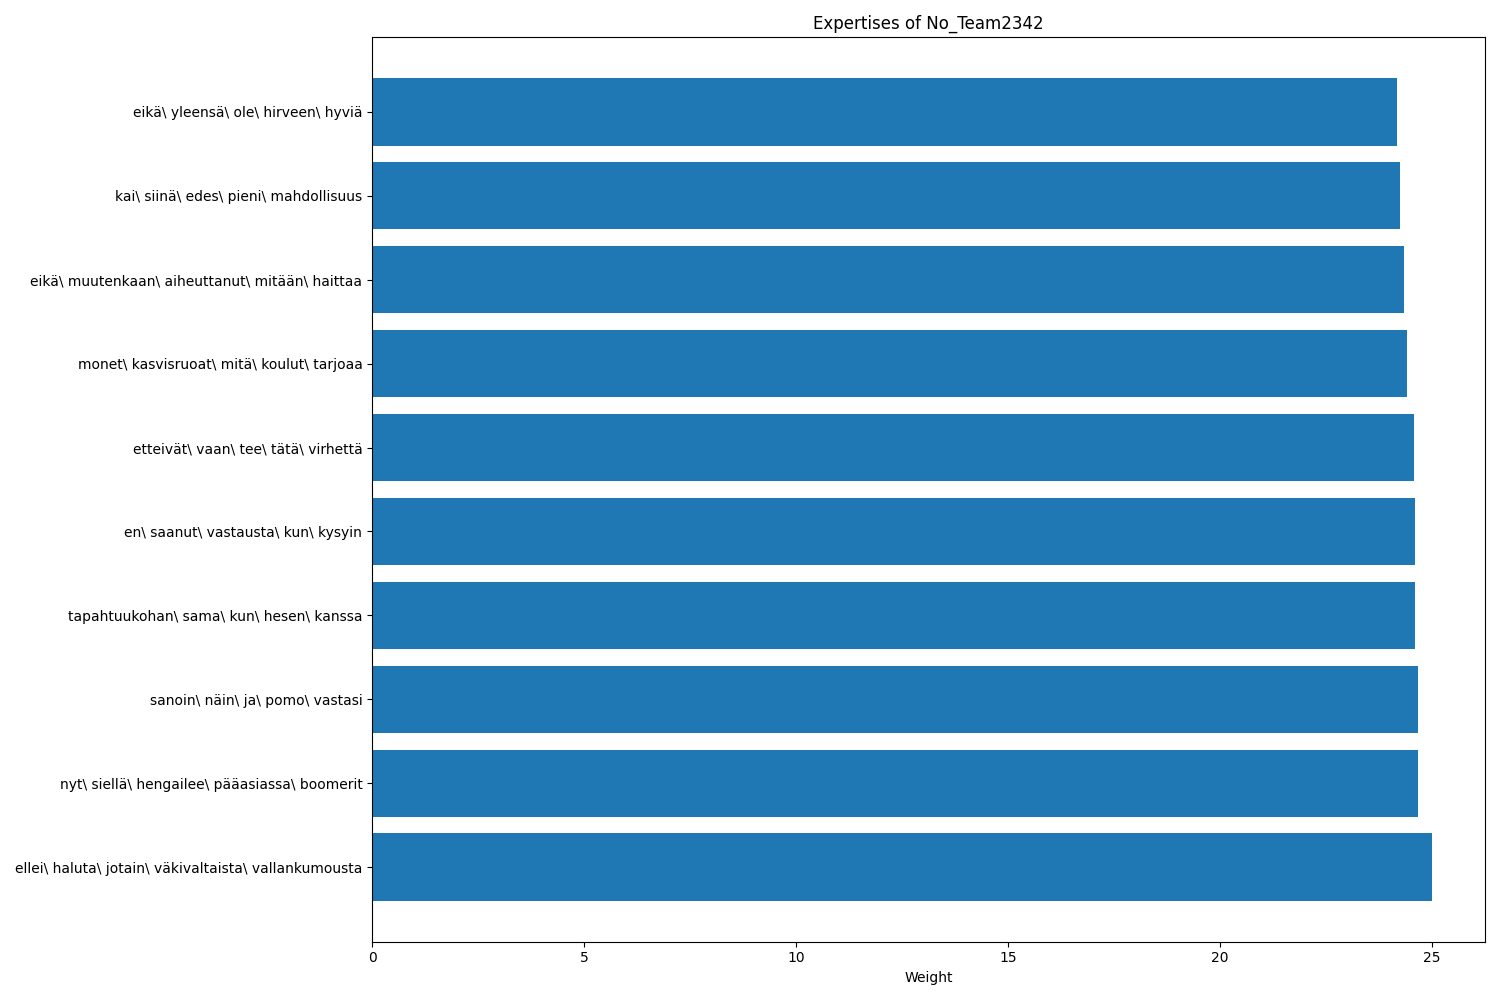 Expertises of No_Team2342
eikä\ yleensä\ ole\ hirveen\ hyviä
kai\ siinä\ edes\ pieni\ mahdollisuus
eikä\ muutenkaan\ aiheuttanut\ mitään\ haittaa
monet\ kasvisruoat\ mitä\ koulut\ tarjoaa
etteivät\ vaan\ tee\ tätä\ virhettä
en\ saanut\ vastausta\ kun\ kysyin
tapahtuukohan\ sama\ kun\ hesen\ kanssa
sanoin\ näin\ ja\ pomo\ vastasi
nyt\ siellä\ hengailee\ pääasiassa\ boomerit
ellei\ haluta\ jotain\ väkivaltaista\ vallankumousta
0 5 10 15 20 25
Weight